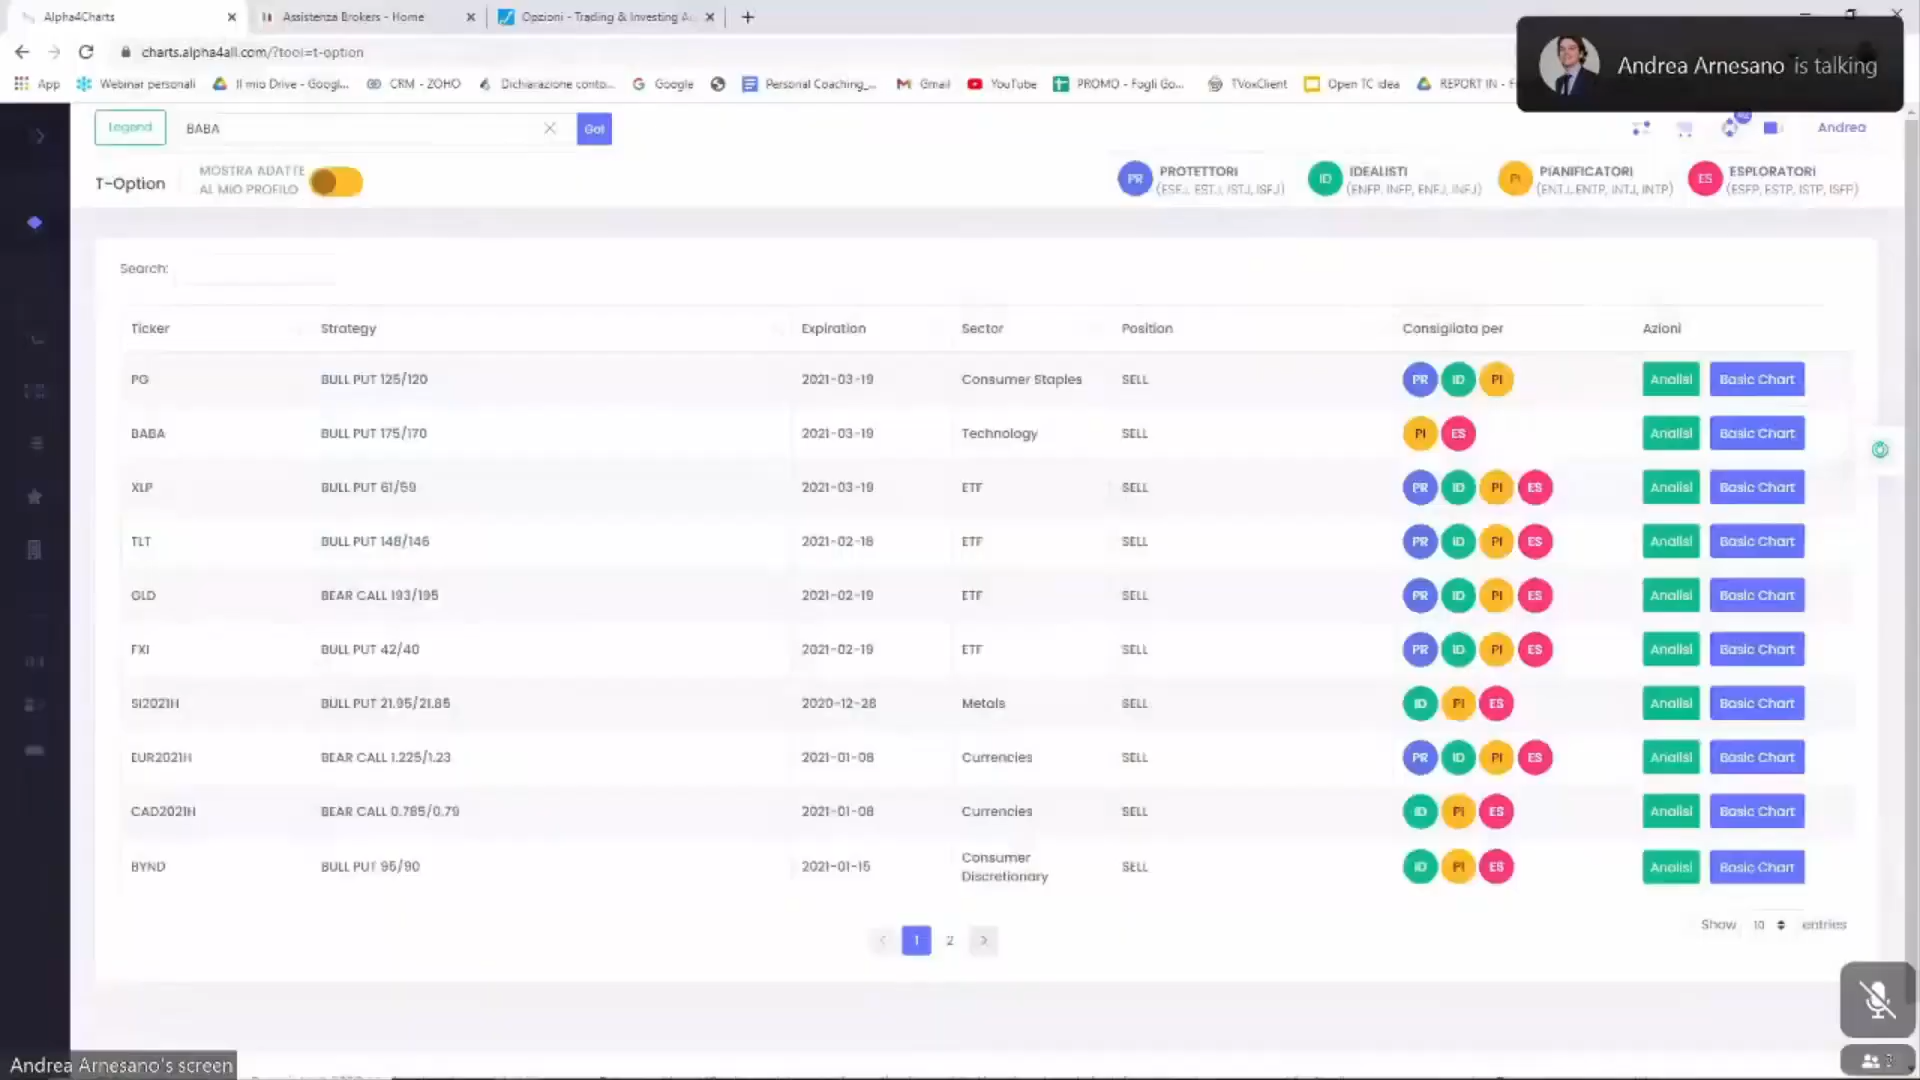 Alpha4Charts
Assistenza Brokers - Home
Opzioni - Trading & Investing A
charts.alpha4all.com/?tool=t-option
App
Webinar personali
Il mio Drive - Googl...
CRM - ZOHO
Dichiarazione conto...
Google
Personal Coaching_...
Gmail
YouTube
PROMO - Fogli Go...
TVoxClient
Open TC Idea
REPORT IN - F
Andrea Arnesano is talking
Legend
BABA
Go!
Andrea
T-Option
MOSTRA ADATTE
AL MIO PROFILO
PR PROTETTORI
(ESFJ, ESTJ, ISTJ, ISFJ)
ID IDEALISTI
(ENFP, INFP, ENFJ, INFJ)
PI PIANIFICATORI
(ENTJ, ENTP, INTJ, INTP)
ES ESPLORATORI
(ESFP, ESTP, ISTP, ISFP)
Search:
Ticker Strategy Expiration Sector Position Consigliata per Azioni
PG BULL PUT 125/120 2021-03-19 Consumer Staples SELL PR ID PI Analisi Basic Chart
BABA BULL PUT 175/170 2021-03-19 Technology SELL PI ES Analisi Basic Chart
XLP BULL PUT 61/59 2021-03-19 ETF SELL PR ID PI ES Analisi Basic Chart
TLT BULL PUT 148/146 2021-02-18 ETF SELL PR ID PI ES Analisi Basic Chart
GLD BEAR CALL 193/195 2021-02-19 ETF SELL PR ID PI ES Analisi Basic Chart
FXI BULL PUT 42/40 2021-02-19 ETF SELL PR ID PI ES Analisi Basic Chart
SI2021H BULL PUT 21.95/21.85 2020-12-28 Metals SELL ID PI ES Analisi Basic Chart
EUR2021H BEAR CALL 1.225/1.23 2021-01-08 Currencies SELL PR ID PI ES Analisi Basic Chart
CAD2021H BEAR CALL 0.785/0.79 2021-01-08 Currencies SELL ID PI ES Analisi Basic Chart
BYND BULL PUT 95/90 2021-01-15 Consumer Discretionary SELL ID PI ES Analisi Basic Chart
1 2
Show 10 entries
Andrea Arnesano's screen